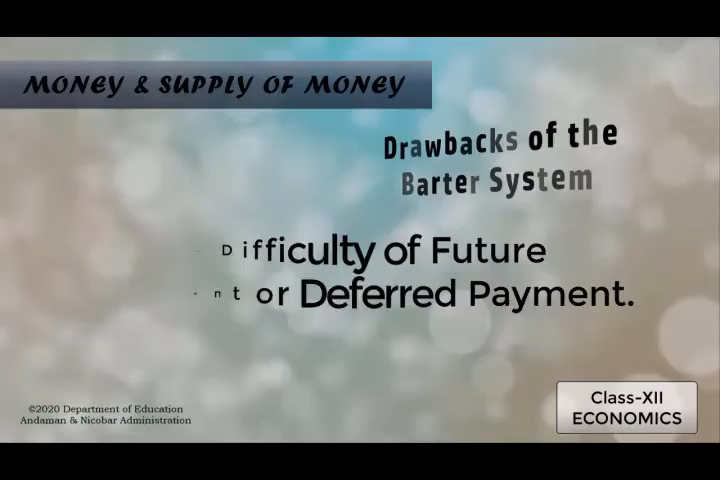 MONEY & SUPPLY OF MONEY
Drawbacks of the
Barter System
Difficulty of Future
nt or Deferred Payment.
Class-XII
ECONOMICS
©2020 Department of Education
Andaman & Nicobar Administration